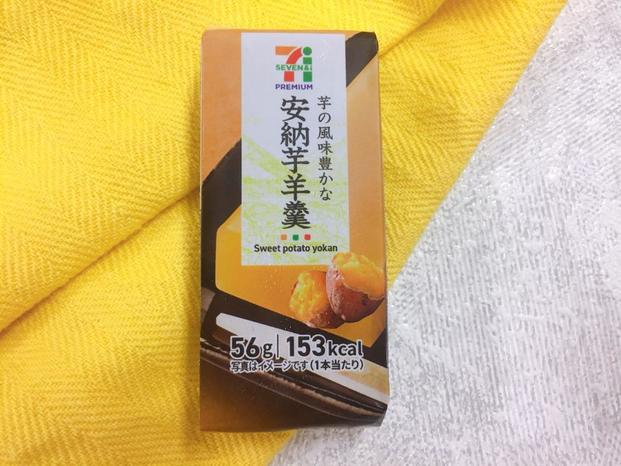 7i
SEVEN&i
PREMIUM
芋の風味豊かな
安納芋羊羹
Sweet potato yokan
56g|153kcal
写真はイメージです(1本当たり)